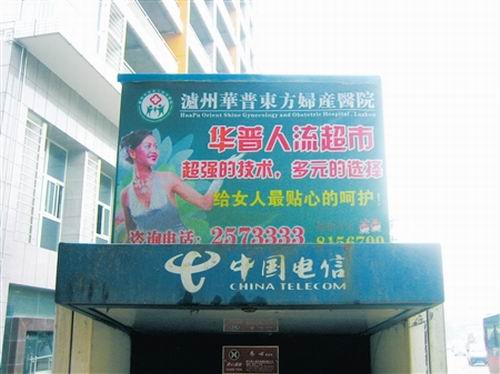 瀘州華普東方婦產醫院
HuaPu Orient Shine Gynecology and Obstetric Hospital, Luzhou
华普人流超市
超强的技术，多元的选择
给女人最贴心的呵护！
咨询电话：2573333
8156799
中国电信
CHINA TELECOM